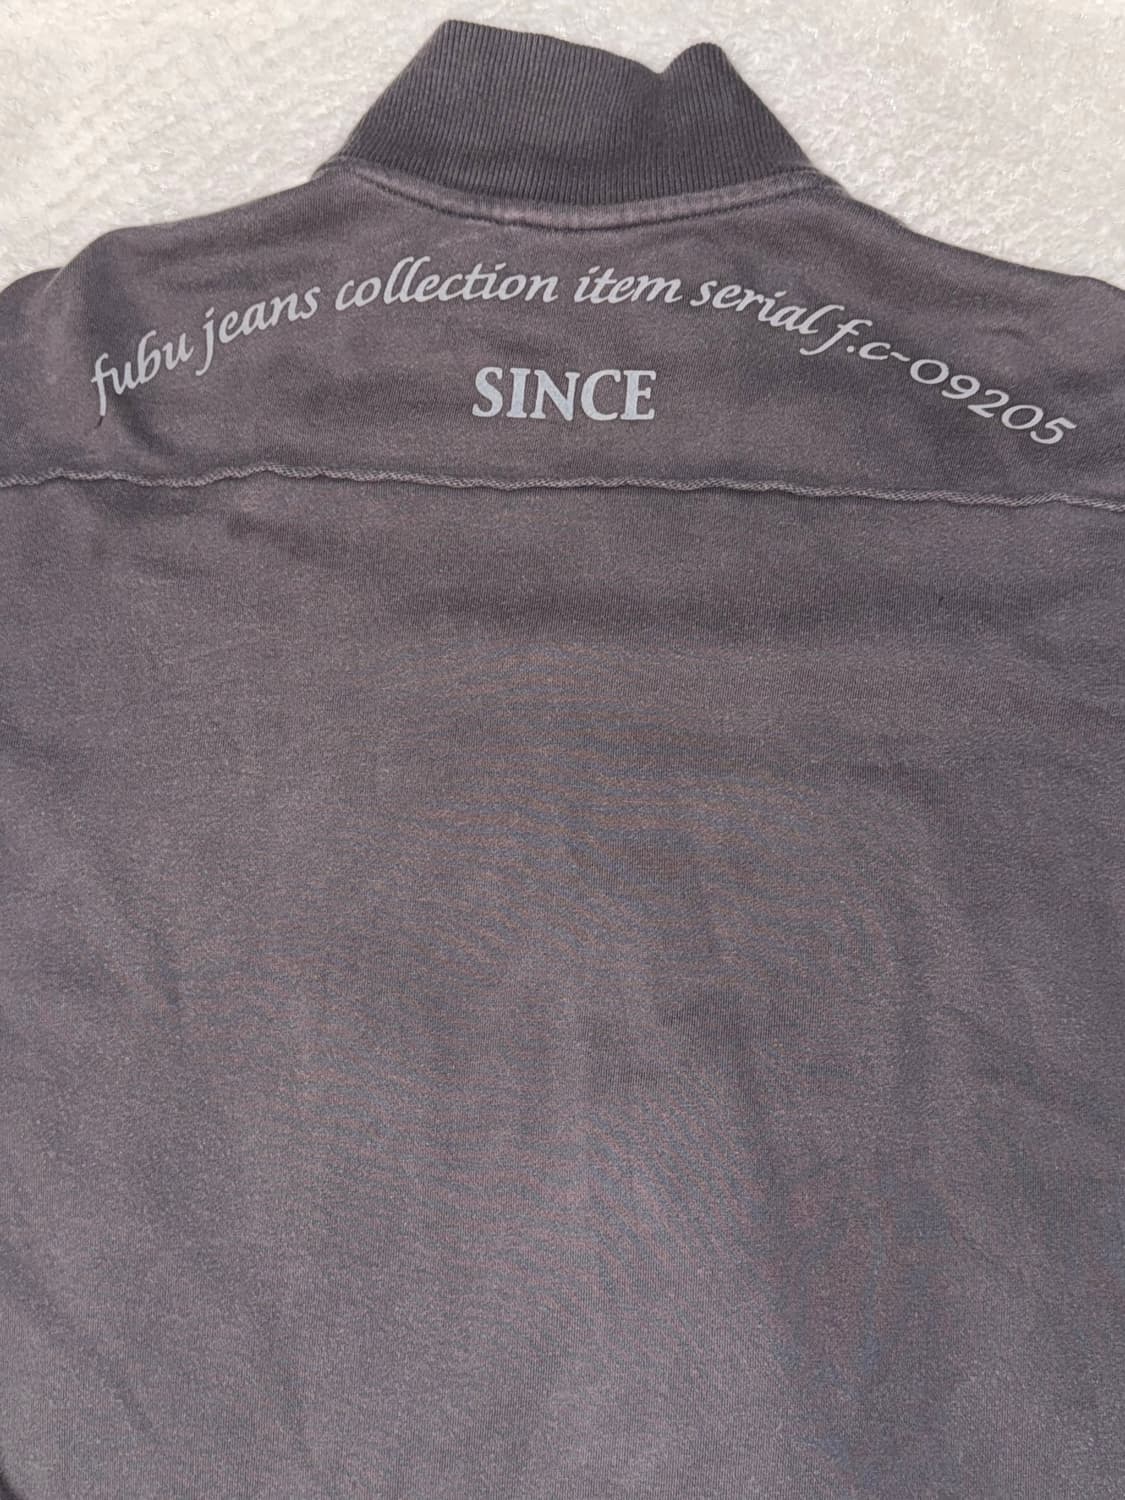 fubu jeans collection item serial f.c-09205
SINCE